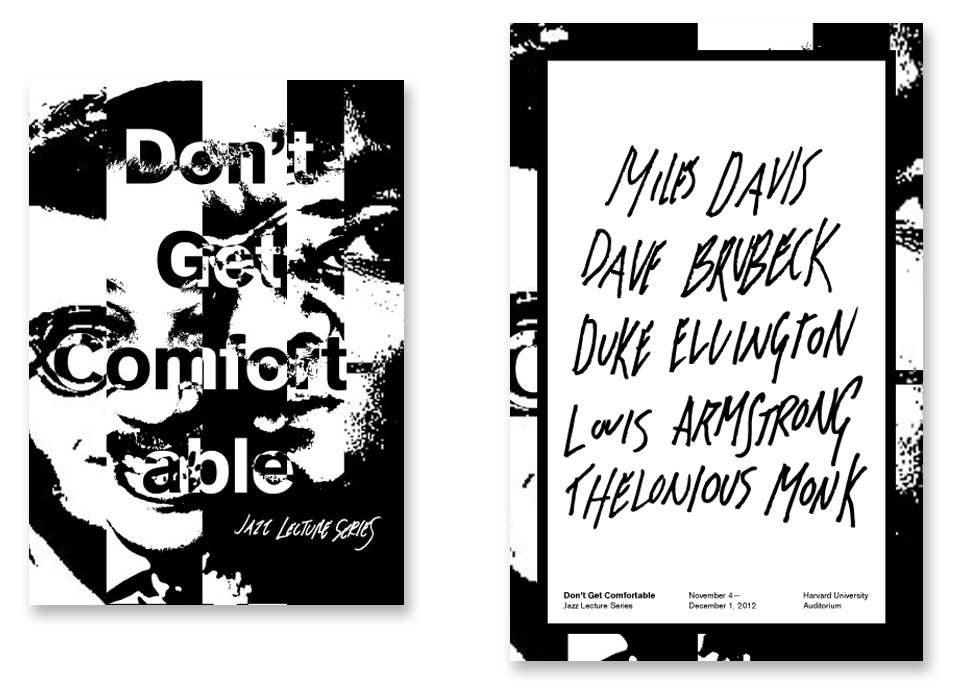 Don't
Get
Comfort
able
JAZZ LECTURE SERIES
MILES DAVIS
DAVE BRUBECK
DUKE ELLINGTON
LOUIS ARMSTRONG
THELONIOUS MONK
Don't Get Comfortable
Jazz Lecture Series
November 4—
December 1, 2012
Harvard University
Auditorium